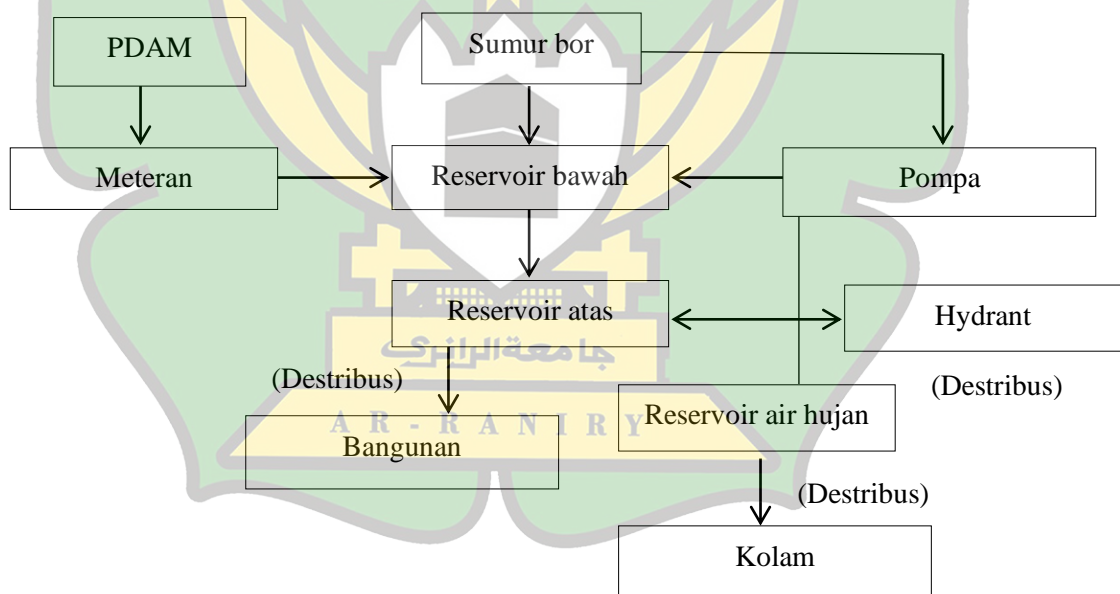 PDAM
Sumur bor
Meteran
Reservoir bawah
Pompa
Reservoir atas
Hydrant
جامعة الرانري
(Destribus)
(Destribus)
Reservoir air hujan
AR-RANIRY
Bangunan
(Destribus)
Kolam